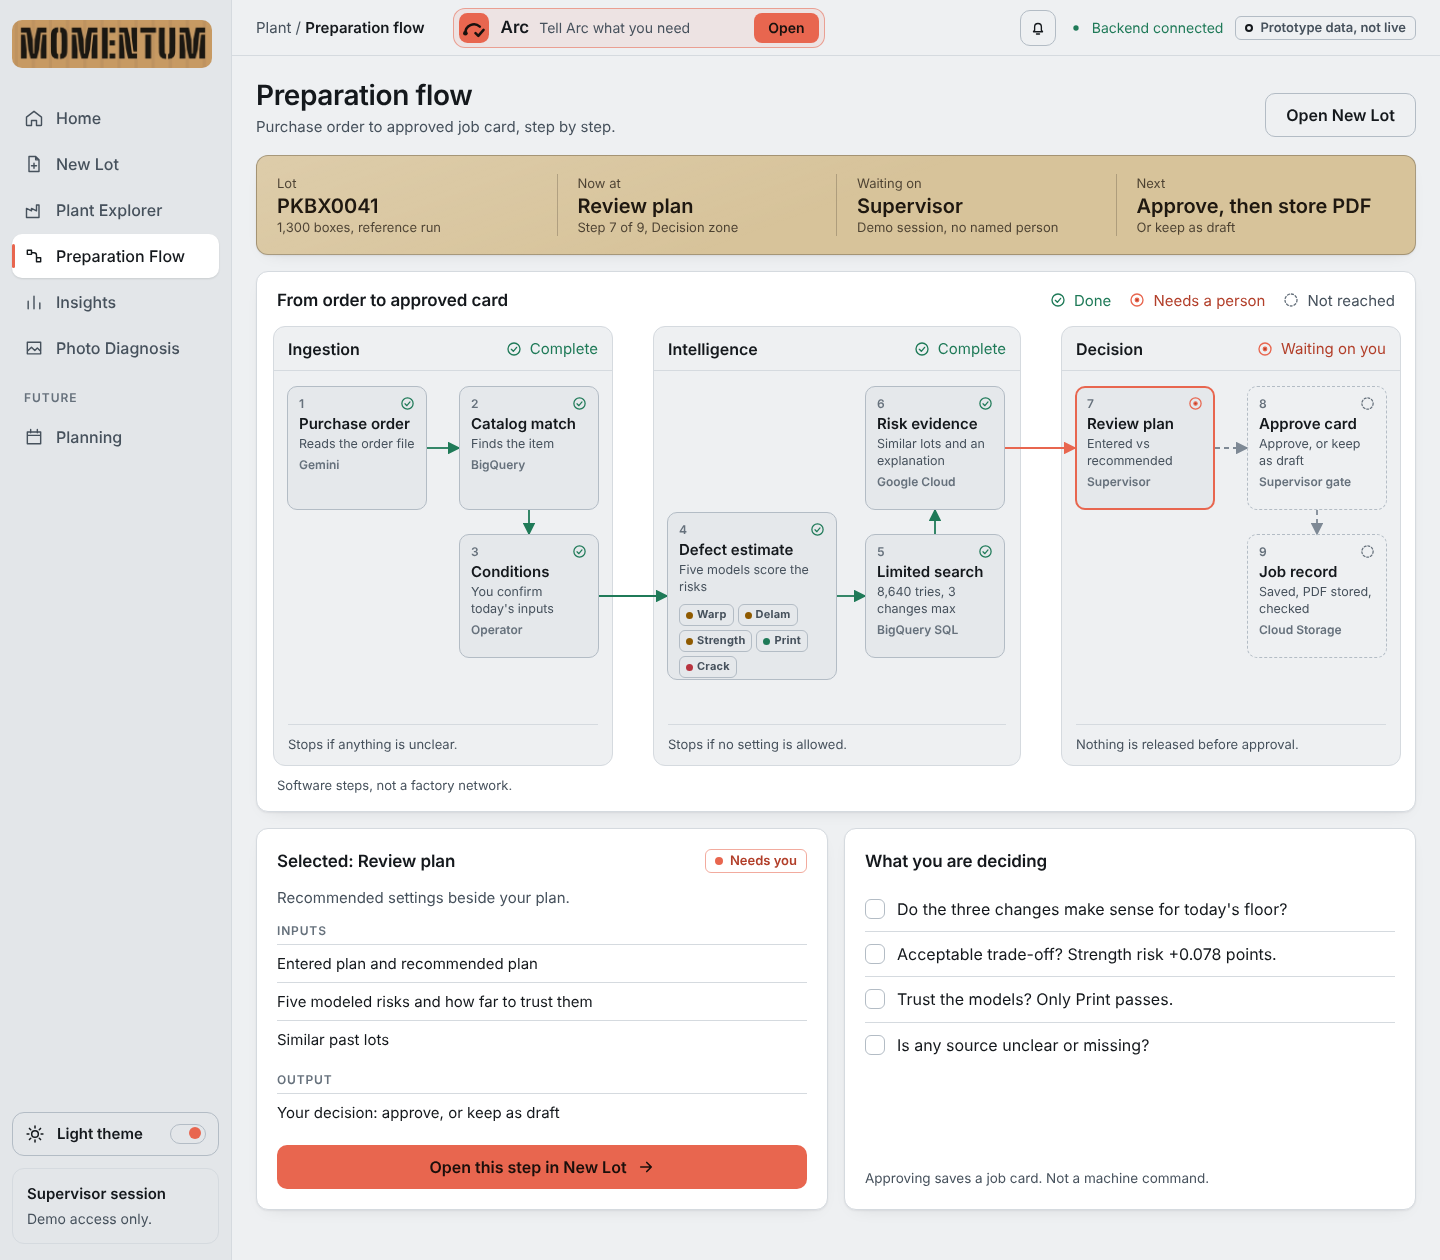 MOMENTUM
Home
New Lot
Plant Explorer
Preparation Flow
Insights
Photo Diagnosis
FUTURE
Planning
Light theme
Supervisor session
Demo access only.
Plant / Preparation flow
Arc Tell Arc what you need Open
Backend connected
Prototype data, not live
Preparation flow
Purchase order to approved job card, step by step.
Open New Lot
Lot
PKBX0041
1,300 boxes, reference run
Now at
Review plan
Step 7 of 9, Decision zone
Waiting on
Supervisor
Demo session, no named person
Next
Approve, then store PDF
Or keep as draft
From order to approved card
Done
Needs a person
Not reached
Ingestion
Complete
1
Purchase order
Reads the order file
Gemini
2
Catalog match
Finds the item
BigQuery
3
Conditions
You confirm
today's inputs
Operator
Stops if anything is unclear.
Intelligence
Complete
4
Defect estimate
Five models score the
risks
Warp
Delam
Strength
Print
Crack
5
Limited search
8,640 tries, 3
changes max
BigQuery SQL
6
Risk evidence
Similar lots and an
explanation
Google Cloud
Stops if no setting is allowed.
Decision
Waiting on you
7
Review plan
Entered vs
recommended
Supervisor
8
Approve card
Approve, or keep
as draft
Supervisor gate
9
Job record
Saved, PDF stored,
checked
Cloud Storage
Nothing is released before approval.
Software steps, not a factory network.
Selected: Review plan
Needs you
Recommended settings beside your plan.
INPUTS
Entered plan and recommended plan
Five modeled risks and how far to trust them
Similar past lots
OUTPUT
Your decision: approve, or keep as draft
Open this step in New Lot →
What you are deciding
Do the three changes make sense for today's floor?
Acceptable trade-off? Strength risk +0.078 points.
Trust the models? Only Print passes.
Is any source unclear or missing?
Approving saves a job card. Not a machine command.